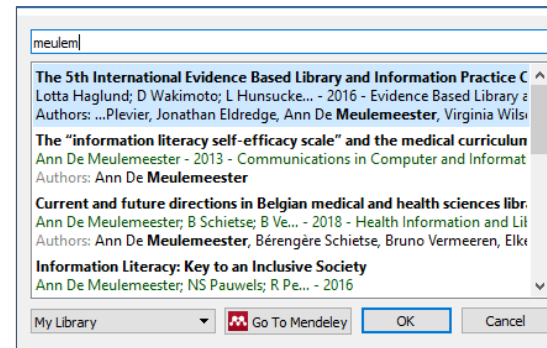 meulem
The 5th International Evidence Based Library and Information Practice C
Lotta Haglund; D Wakimoto; L Hunsucke... - 2016 - Evidence Based Library a
Authors: ...Plevier, Jonathan Eldredge, Ann De Meulemeester, Virginia Wils
The “information literacy self-efficacy scale” and the medical curriculum
Ann De Meulemeester - 2013 - Communications in Computer and Informat
Authors: Ann De Meulemeester
Current and future directions in Belgian medical and health sciences libr
Ann De Meulemeester; B Schietse; B Ve... - 2018 - Health Information and Lib
Authors: Ann De Meulemeester, Bérengère Schietse, Bruno Vermeeren, Elke
Information Literacy: Key to an Inclusive Society
Ann De Meulemeester; NS Pauwels; R Pe... - 2016
My Library Go To Mendeley OK Cancel